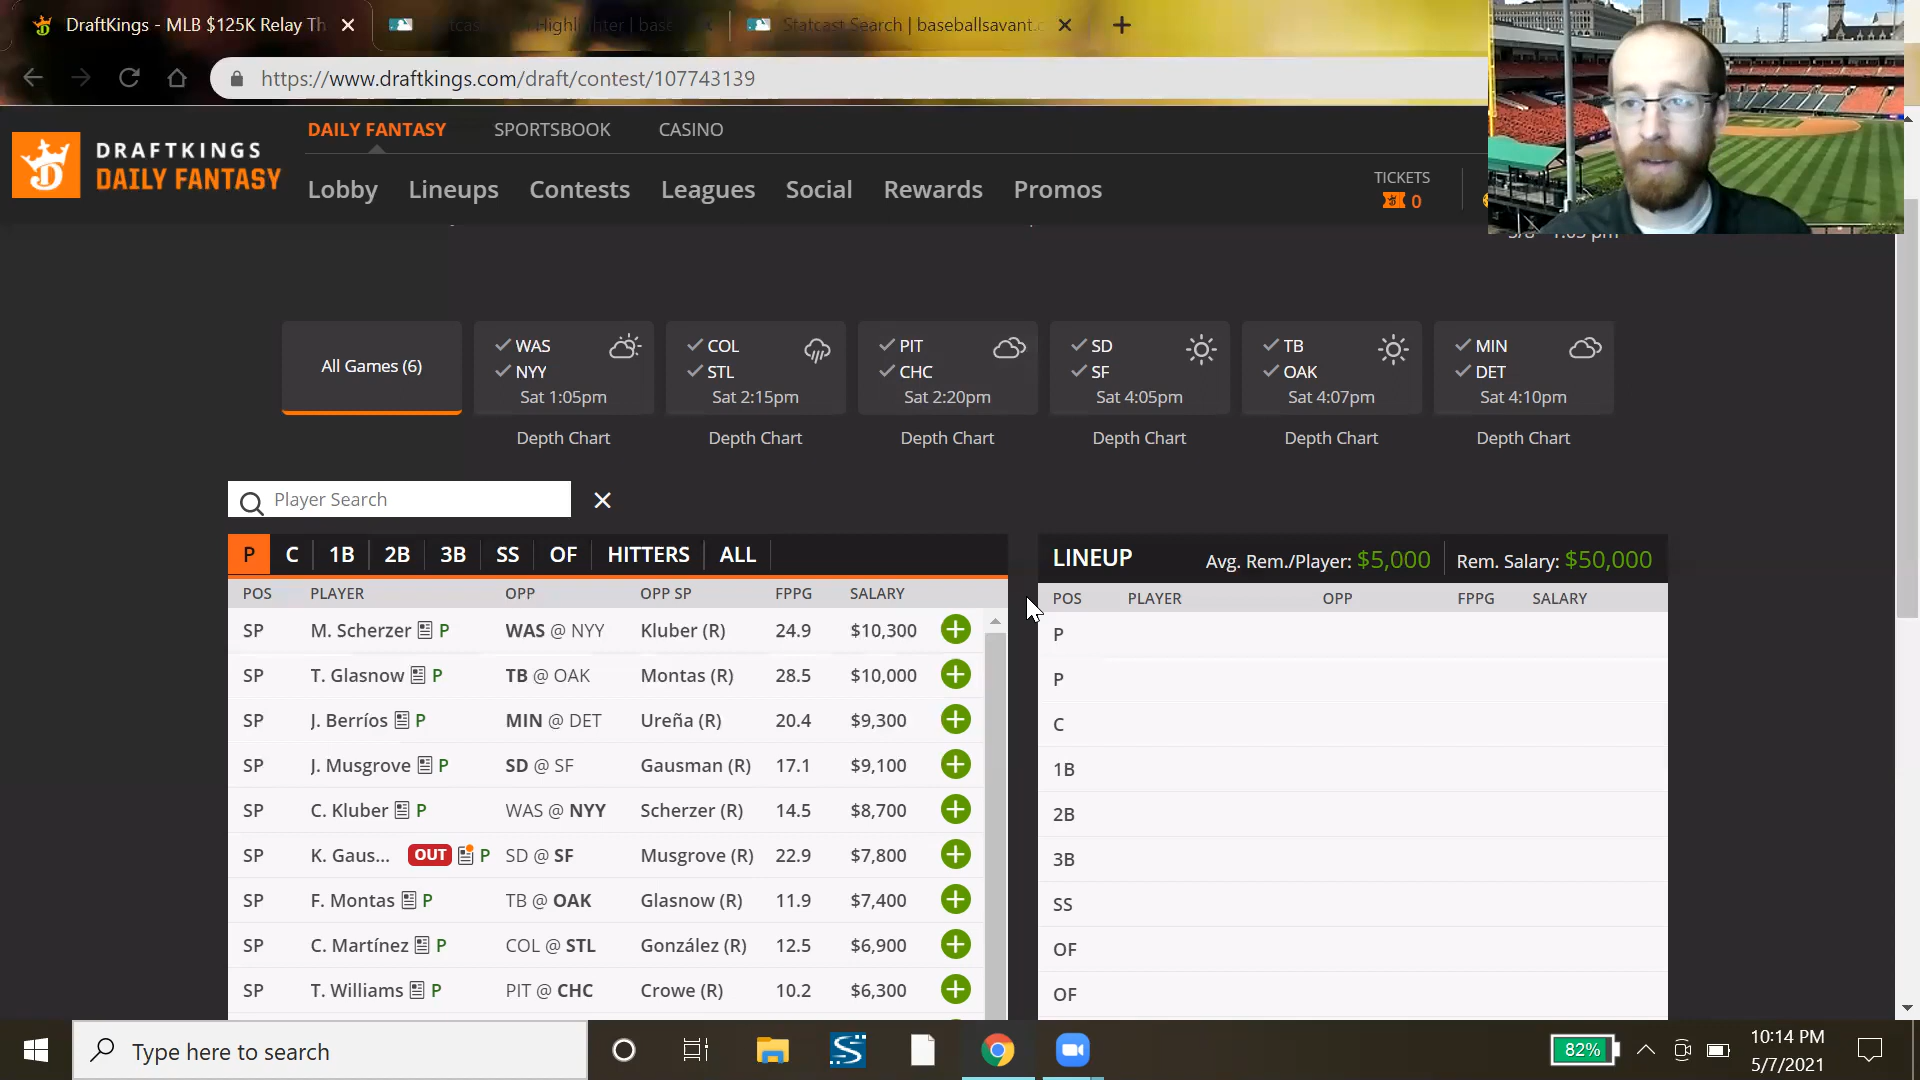 DraftKings - MLB $125K Relay Th
Highlighter | base
Statcast Search | baseballsavant.c
https://www.draftkings.com/draft/contest/107743139
DAILY FANTASY SPORTSBOOK CASINO
DRAFTKINGS
DAILY FANTASY
Lobby Lineups Contests Leagues Social Rewards Promos
TICKETS
0
All Games (6)
WAS
NYY
Sat 1:05pm
Depth Chart
COL
STL
Sat 2:15pm
Depth Chart
PIT
CHC
Sat 2:20pm
Depth Chart
SD
SF
Sat 4:05pm
Depth Chart
TB
OAK
Sat 4:07pm
Depth Chart
MIN
DET
Sat 4:10pm
Depth Chart
Player Search
P C 1B 2B 3B SS OF HITTERS ALL
POS PLAYER OPP OPP SP FPPG SALARY
SP M. Scherzer P WAS @ NYY Kluber (R) 24.9 $10,300
SP T. Glasnow P TB @ OAK Montas (R) 28.5 $10,000
SP J. Berríos P MIN @ DET Ureña (R) 20.4 $9,300
SP J. Musgrove P SD @ SF Gausman (R) 17.1 $9,100
SP C. Kluber P WAS @ NYY Scherzer (R) 14.5 $8,700
SP K. Gaus... OUT P SD @ SF Musgrove (R) 22.9 $7,800
SP F. Montas P TB @ OAK Glasnow (R) 11.9 $7,400
SP C. Martínez P COL @ STL González (R) 12.5 $6,900
SP T. Williams P PIT @ CHC Crowe (R) 10.2 $6,300
LINEUP Avg. Rem./Player: $5,000 Rem. Salary: $50,000
POS PLAYER OPP FPPG SALARY
P
P
C
1B
2B
3B
SS
OF
OF
Type here to search
82%
10:14 PM
5/7/2021